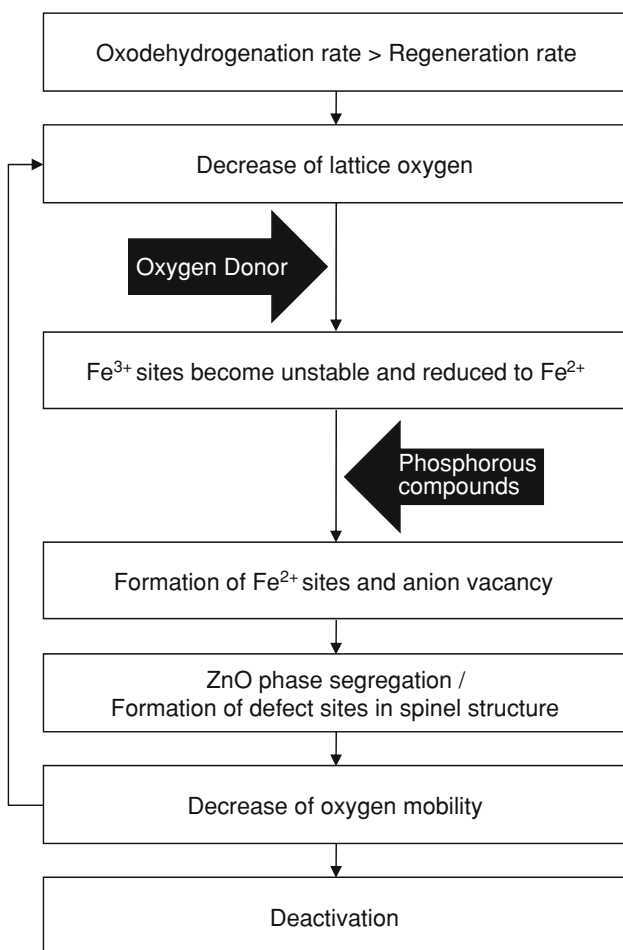 Oxodehydrogenation rate > Regeneration rate
Decrease of lattice oxygen
Oxygen Donor
Fe³⁺ sites become unstable and reduced to Fe²⁺
Phosphorous
compounds
Formation of Fe²⁺ sites and anion vacancy
ZnO phase segregation /
Formation of defect sites in spinel structure
Decrease of oxygen mobility
Deactivation